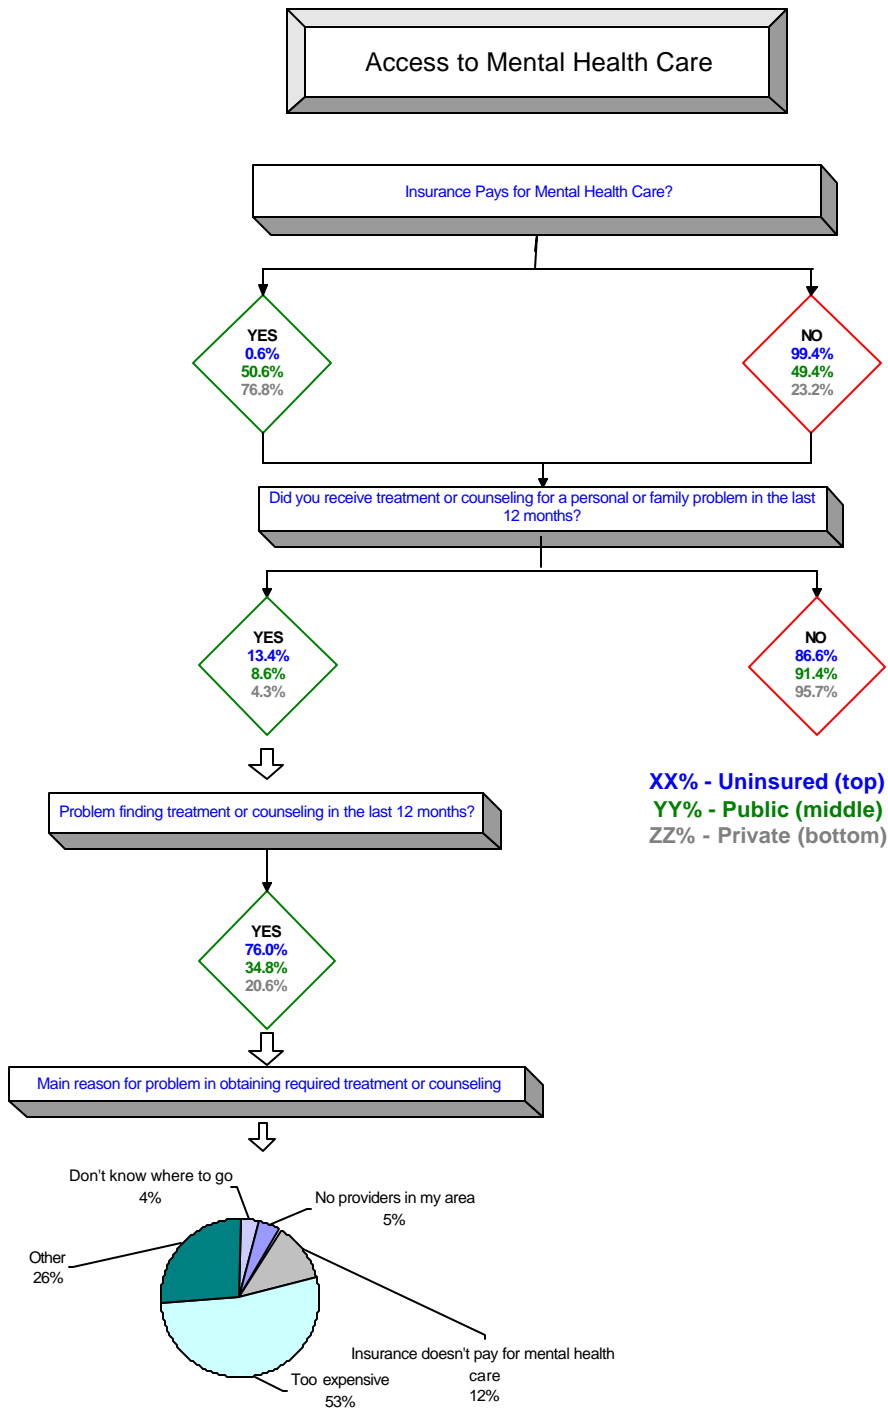 Access to Mental Health Care
Insurance Pays for Mental Health Care?
YES
0.6%
50.6%
76.8%
NO
99.4%
49.4%
23.2%
Did you receive treatment or counseling for a personal or family problem in the last
12 months?
YES
13.4%
8.6%
4.3%
NO
86.6%
91.4%
95.7%
XX% - Uninsured (top)
YY% - Public (middle)
ZZ% - Private (bottom)
Problem finding treatment or counseling in the last 12 months?
YES
76.0%
34.8%
20.6%
Main reason for problem in obtaining required treatment or counseling
Don't know where to go
4%
No providers in my area
5%
Other
26%
Insurance doesn't pay for mental health
care
12%
Too expensive
53%